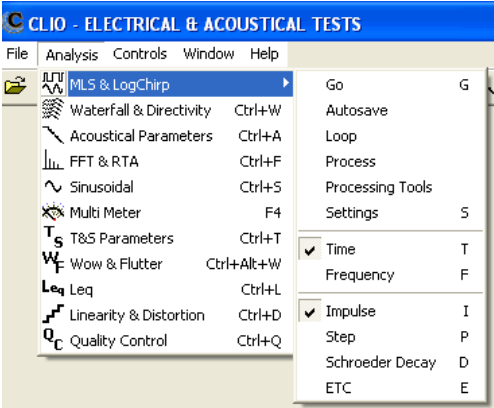 CLIO - ELECTRICAL & ACOUSTICAL TESTS
File Analysis Controls Window Help
MLS & LogChirp
Waterfall & Directivity Ctrl+W
Acoustical Parameters Ctrl+A
FFT & RTA Ctrl+F
Sinusoidal Ctrl+S
Multi Meter F4
T&S Parameters Ctrl+T
Wow & Flutter Ctrl+Alt+W
Leq Leq Ctrl+L
Linearity & Distortion Ctrl+D
Quality Control Ctrl+Q
Go G
Autosave
Loop
Process
Processing Tools
Settings S
Time T
Frequency F
Impulse I
Step P
Schroeder Decay D
ETC E